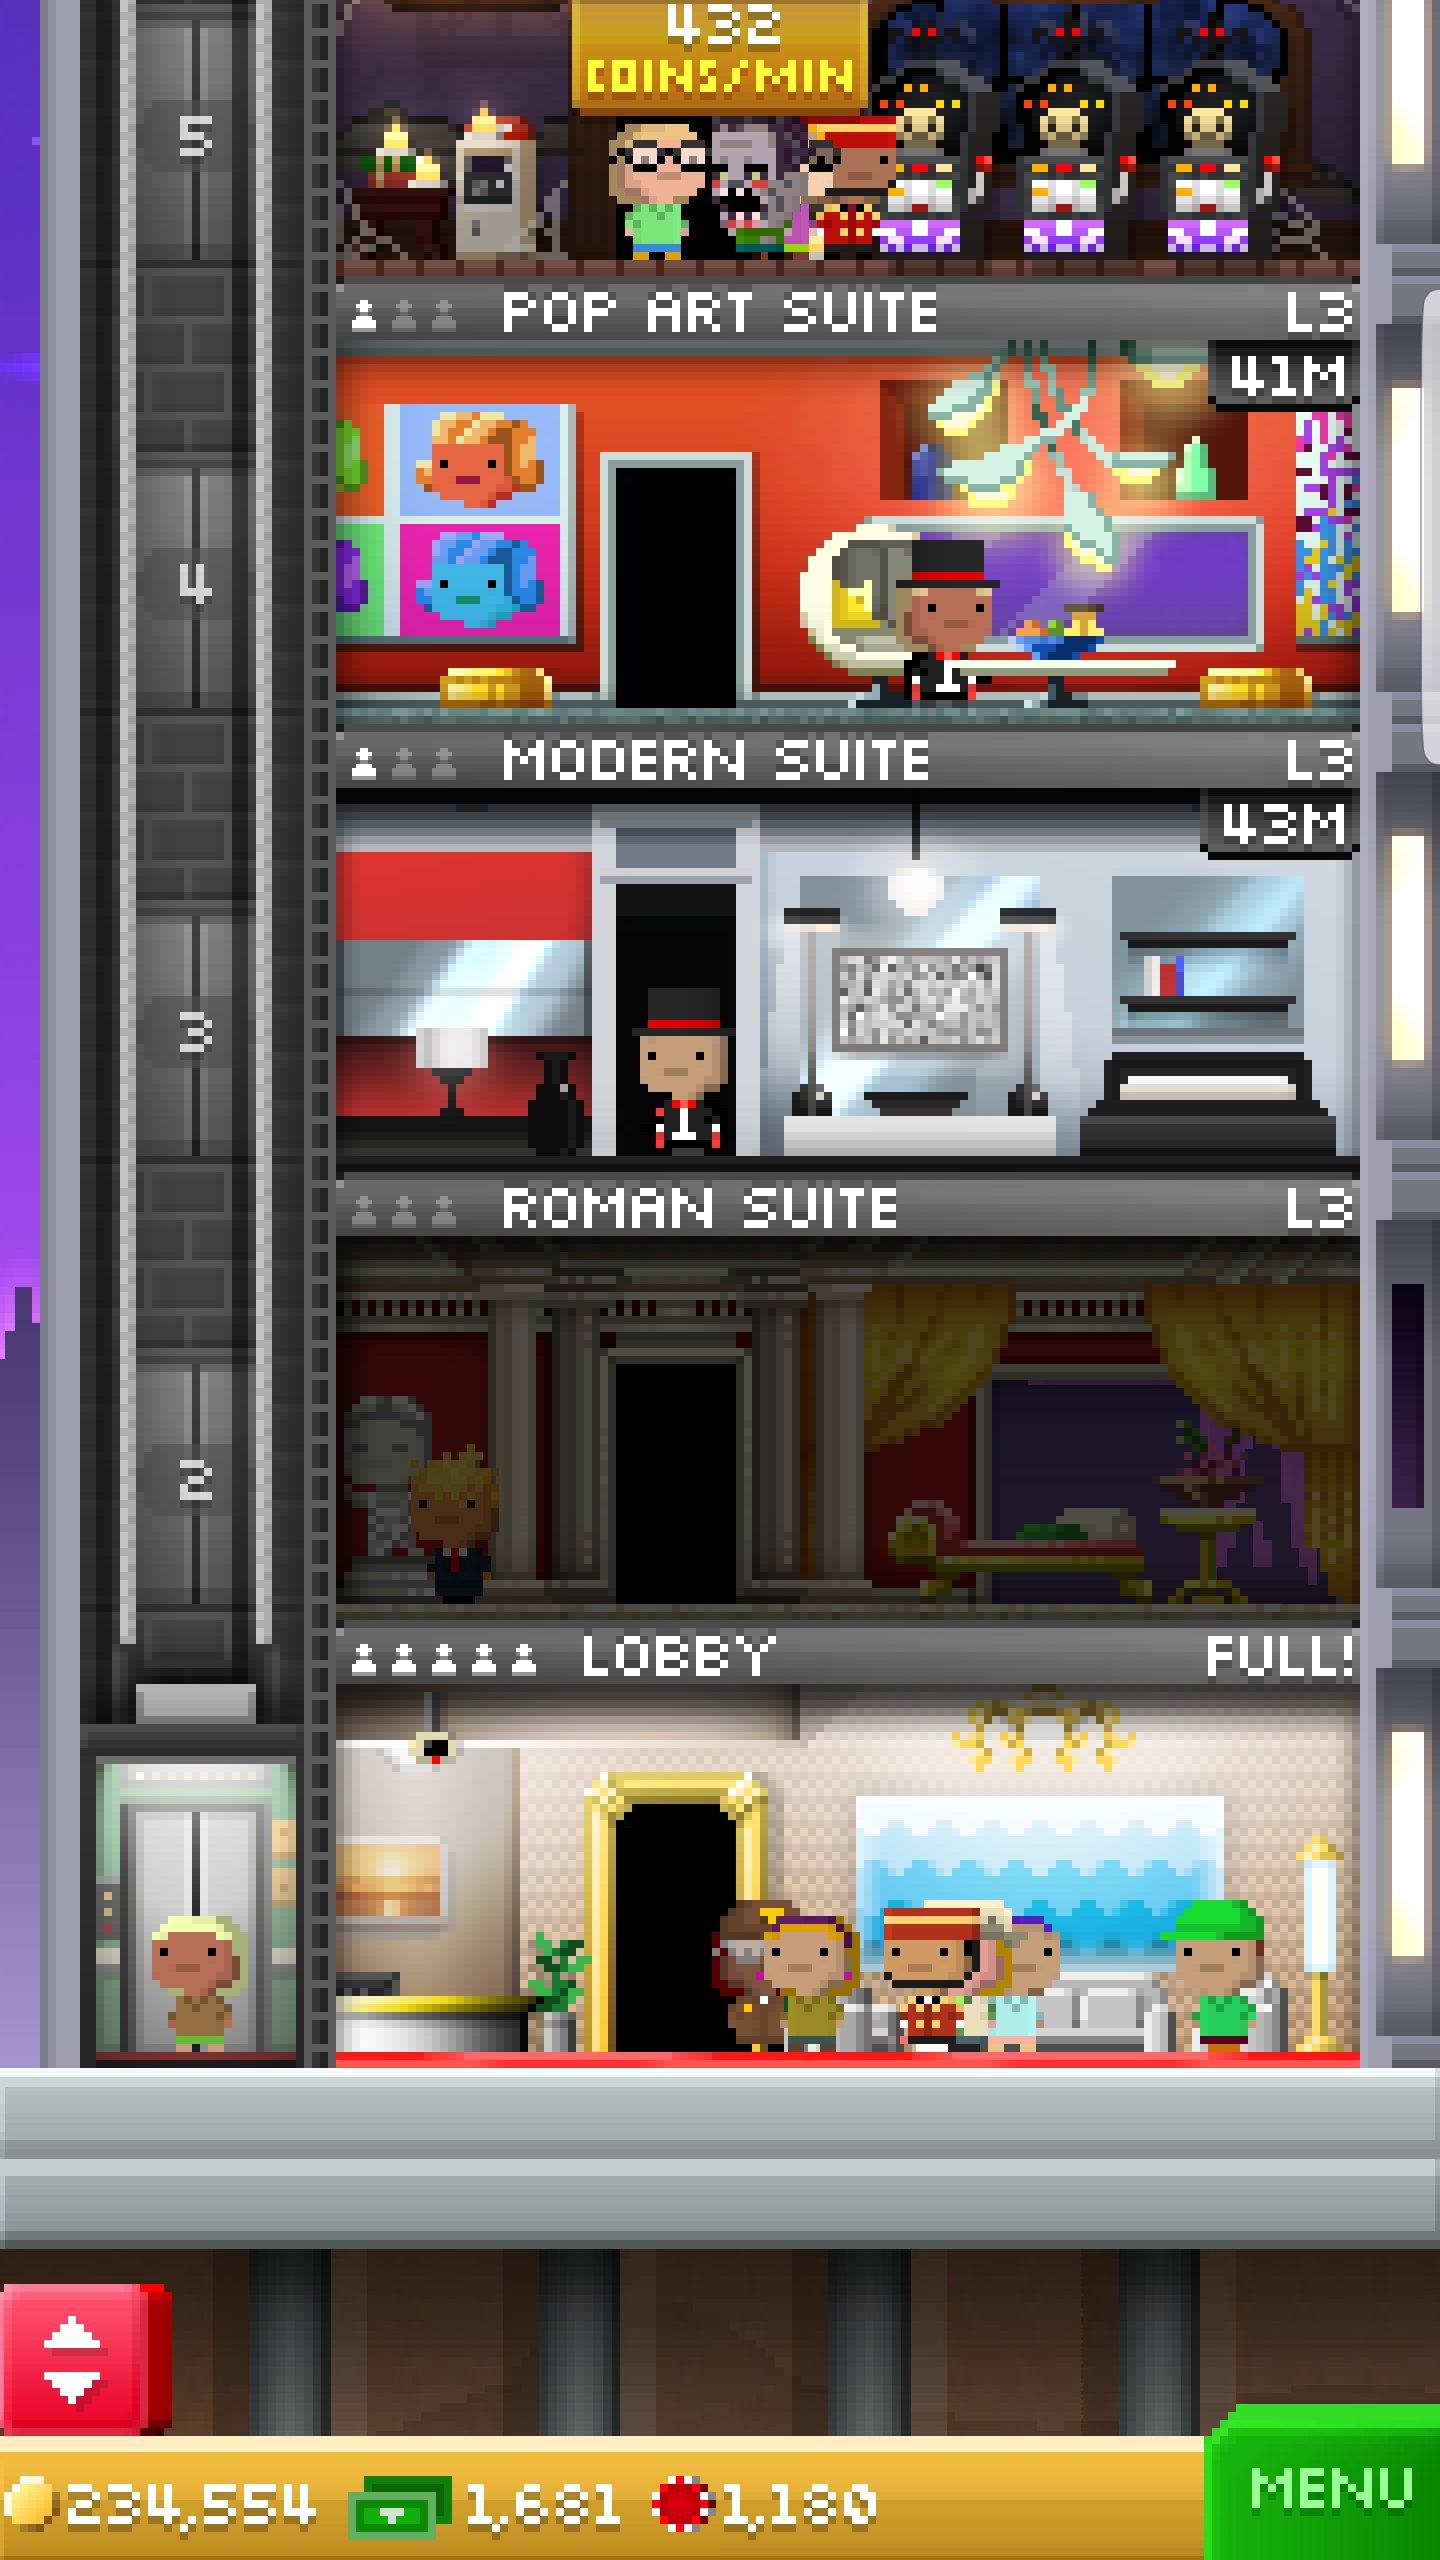 432
COINS/MIN
5
POP ART SUITE L3
41M
4
MODERN SUITE L3
43M
3
ROMAN SUITE L3
2
LOBBY FULL!
234,554 1,681 1,180
MENU